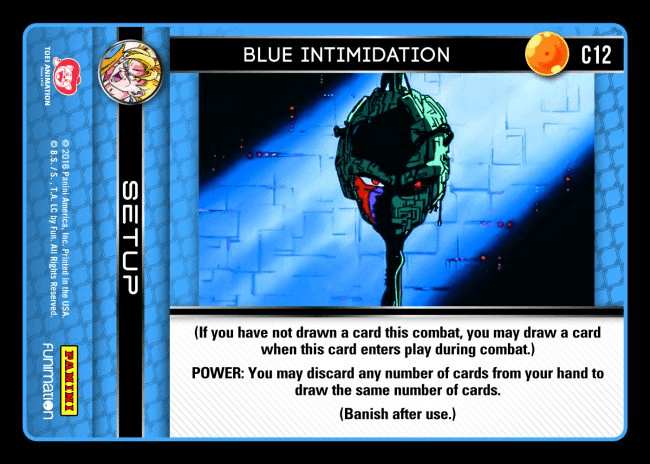 BLUE INTIMIDATION
C12
SETUP
(If you have not drawn a card this combat, you may draw a card
when this card enters play during combat.)
POWER: You may discard any number of cards from your hand to
draw the same number of cards.
(Banish after use.)
TOEI ANIMATION
© 2016 Panini America, Inc. Printed in the USA.
© B.S. / S. , T.A. LC by Fun. All Rights Reserved.
PANINI
FUNIMATION